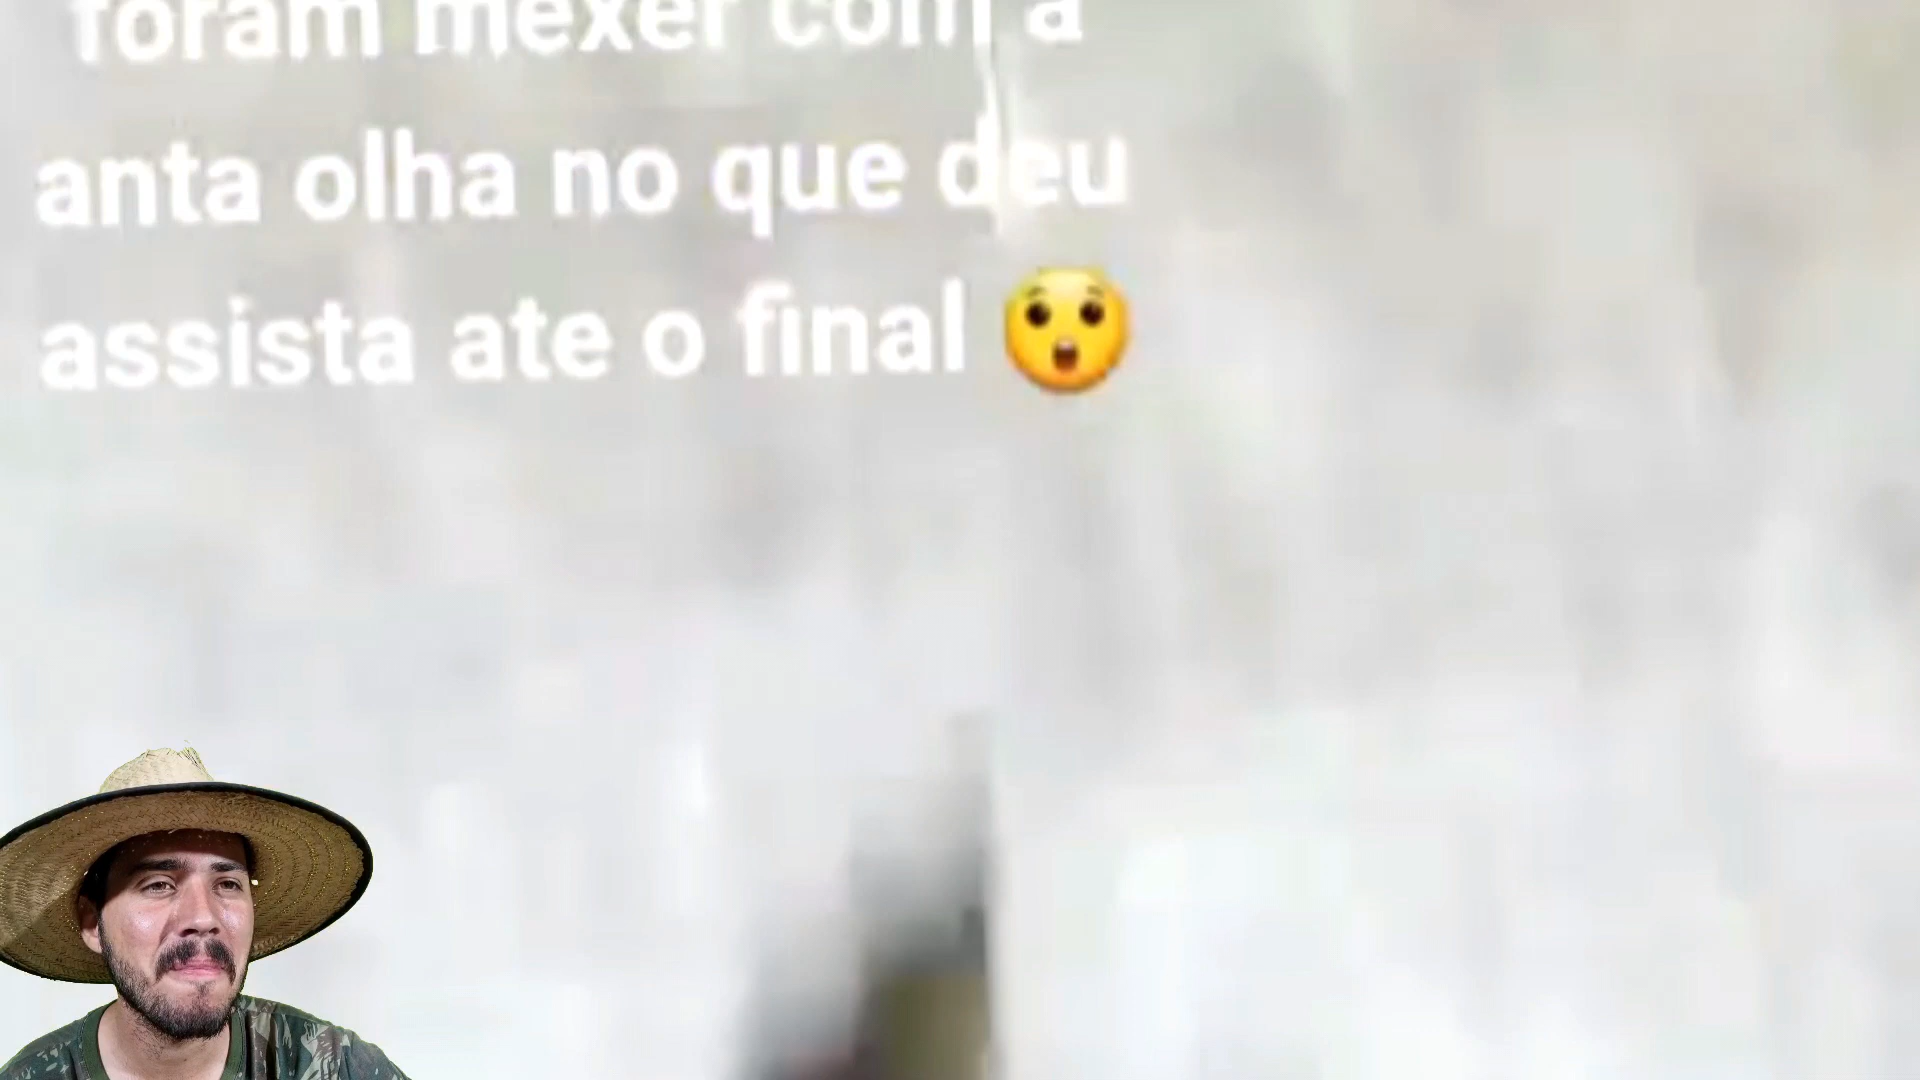 foram mexer com a
anta olha no que deu
assista ate o final 😯